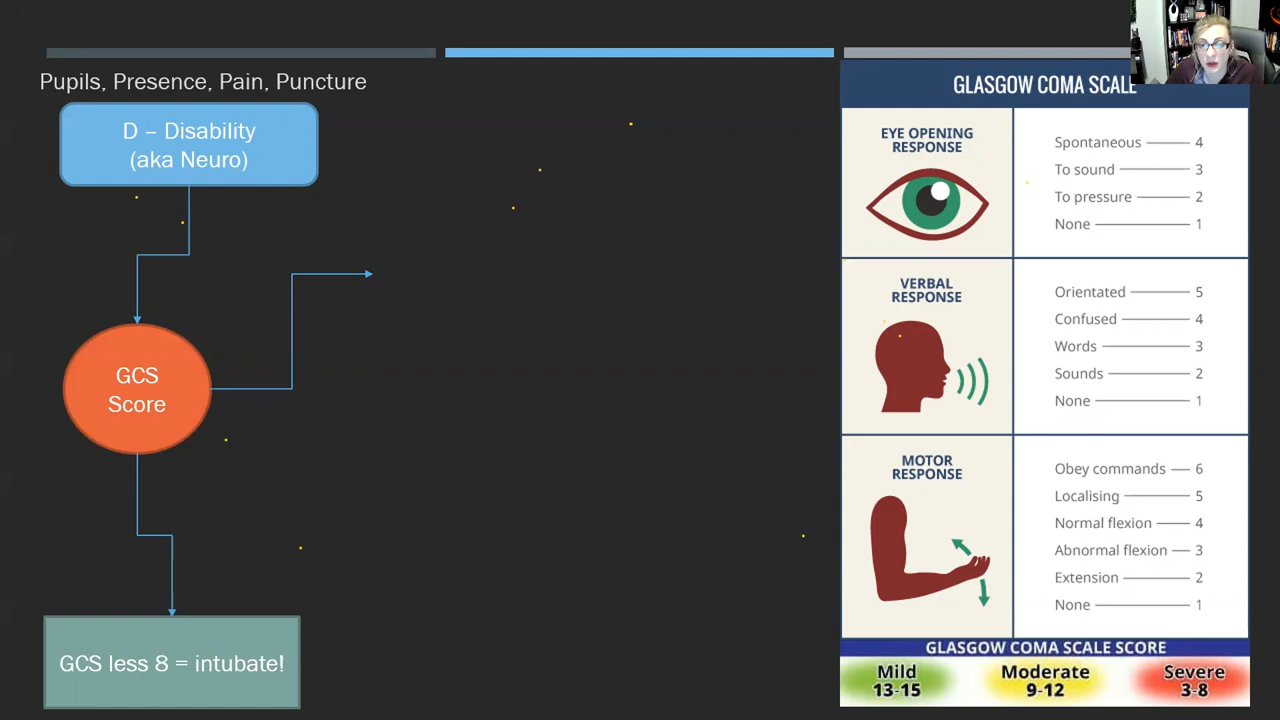 Pupils, Presence, Pain, Puncture
D – Disability
(aka Neuro)
GCS
Score
GCS less 8 = intubate!
GLASGOW COMA SCALE
EYE OPENING
RESPONSE
Spontaneous 4
To sound 3
To pressure 2
None 1
VERBAL
RESPONSE
Orientated 5
Confused 4
Words 3
Sounds 2
None 1
MOTOR
RESPONSE
Obey commands 6
Localising 5
Normal flexion 4
Abnormal flexion 3
Extension 2
None 1
GLASGOW COMA SCALE SCORE
Mild
13-15
Moderate
9-12
Severe
3-8